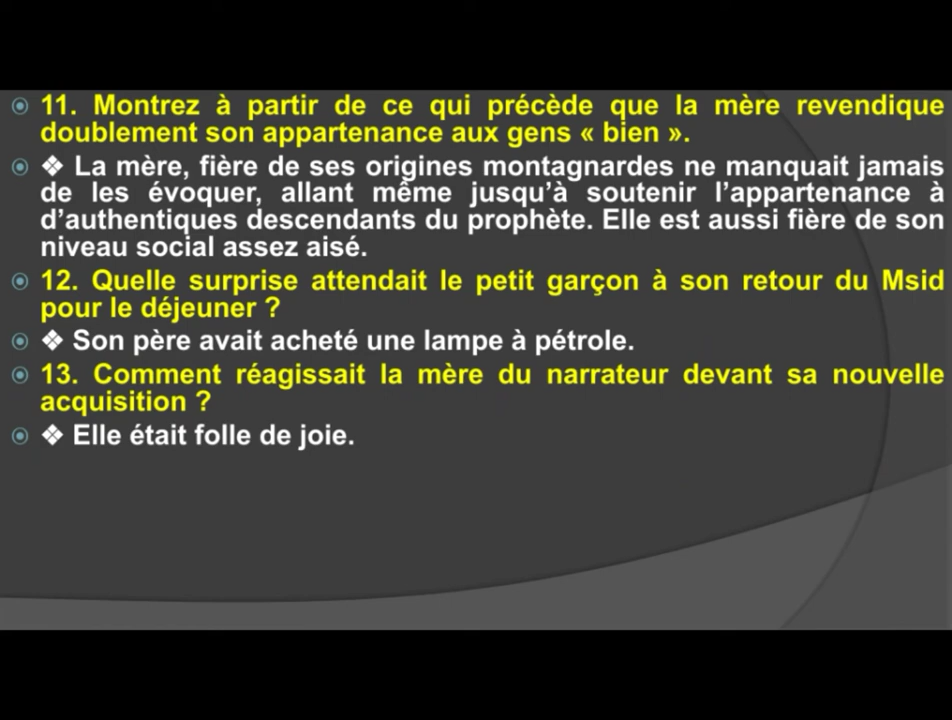 11. Montrez à partir de ce qui précède que la mère revendique
doublement son appartenance aux gens « bien ».
❖ La mère, fière de ses origines montagnardes ne manquait jamais
de les évoquer, allant même jusqu'à soutenir l'appartenance à
d'authentiques descendants du prophète. Elle est aussi fière de son
niveau social assez aisé.
12. Quelle surprise attendait le petit garçon à son retour du Msid
pour le déjeuner ?
❖ Son père avait acheté une lampe à pétrole.
13. Comment réagissait la mère du narrateur devant sa nouvelle
acquisition ?
❖ Elle était folle de joie.